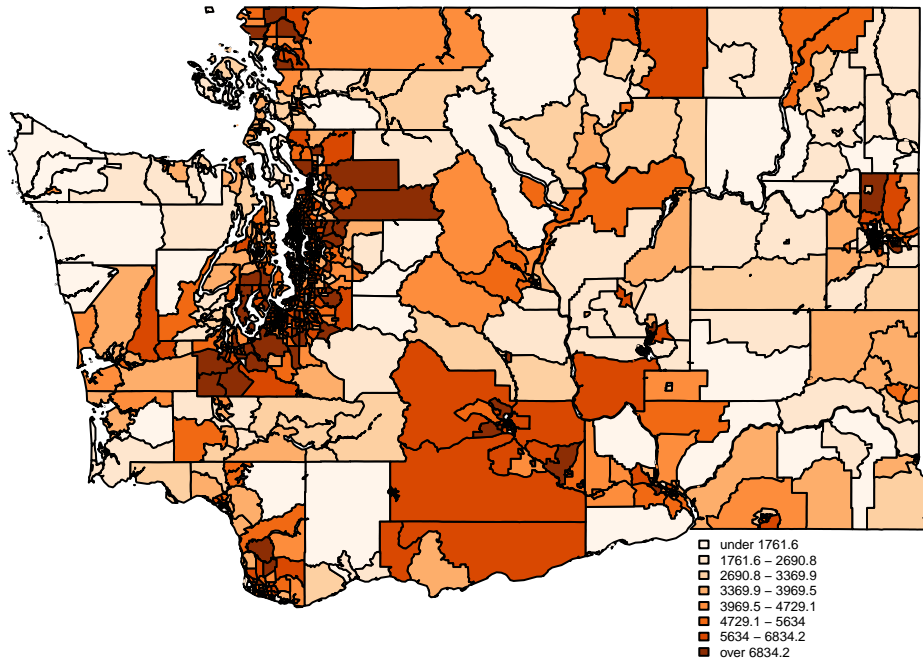 under 1761.6
1761.6 – 2690.8
2690.8 – 3369.9
3369.9 – 3969.5
3969.5 – 4729.1
4729.1 – 5634
5634 – 6834.2
over 6834.2